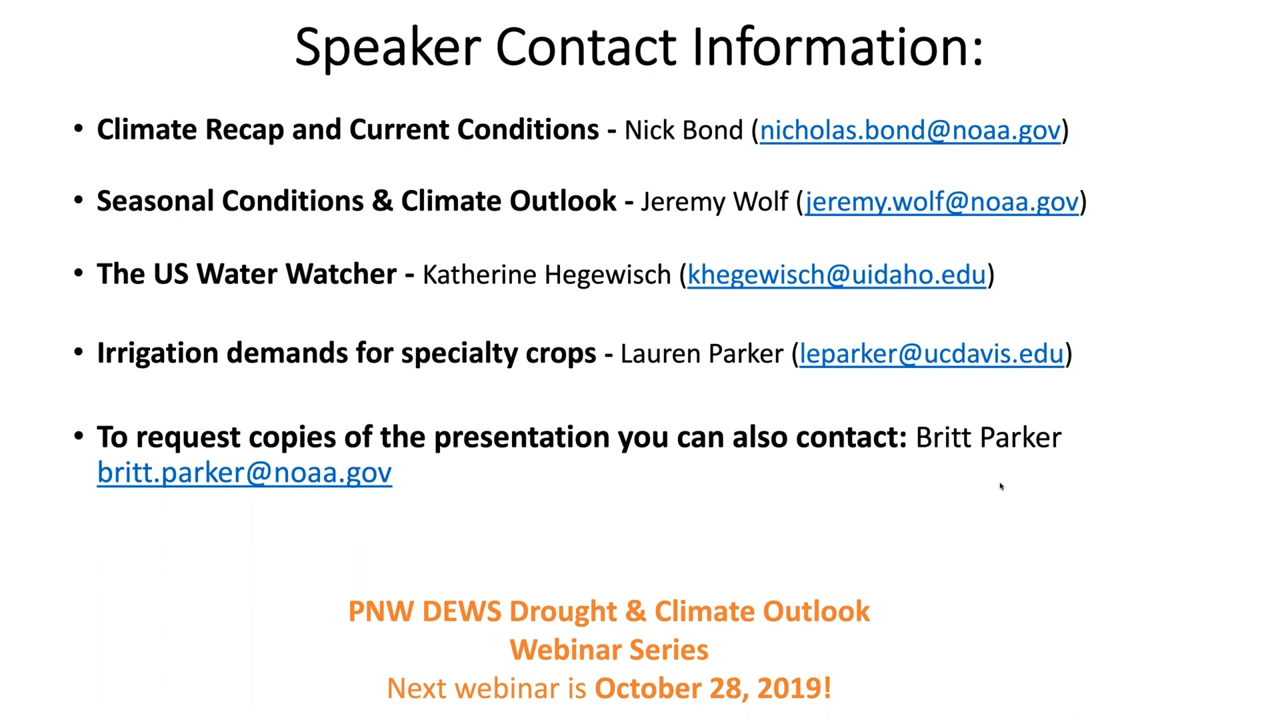 Speaker Contact Information:
• Climate Recap and Current Conditions - Nick Bond (nicholas.bond@noaa.gov)
• Seasonal Conditions & Climate Outlook - Jeremy Wolf (jeremy.wolf@noaa.gov)
• The US Water Watcher - Katherine Hegewisch (khegewisch@uidaho.edu)
• Irrigation demands for specialty crops - Lauren Parker (leparker@ucdavis.edu)
• To request copies of the presentation you can also contact: Britt Parker
britt.parker@noaa.gov
PNW DEWS Drought & Climate Outlook
Webinar Series
Next webinar is October 28, 2019!